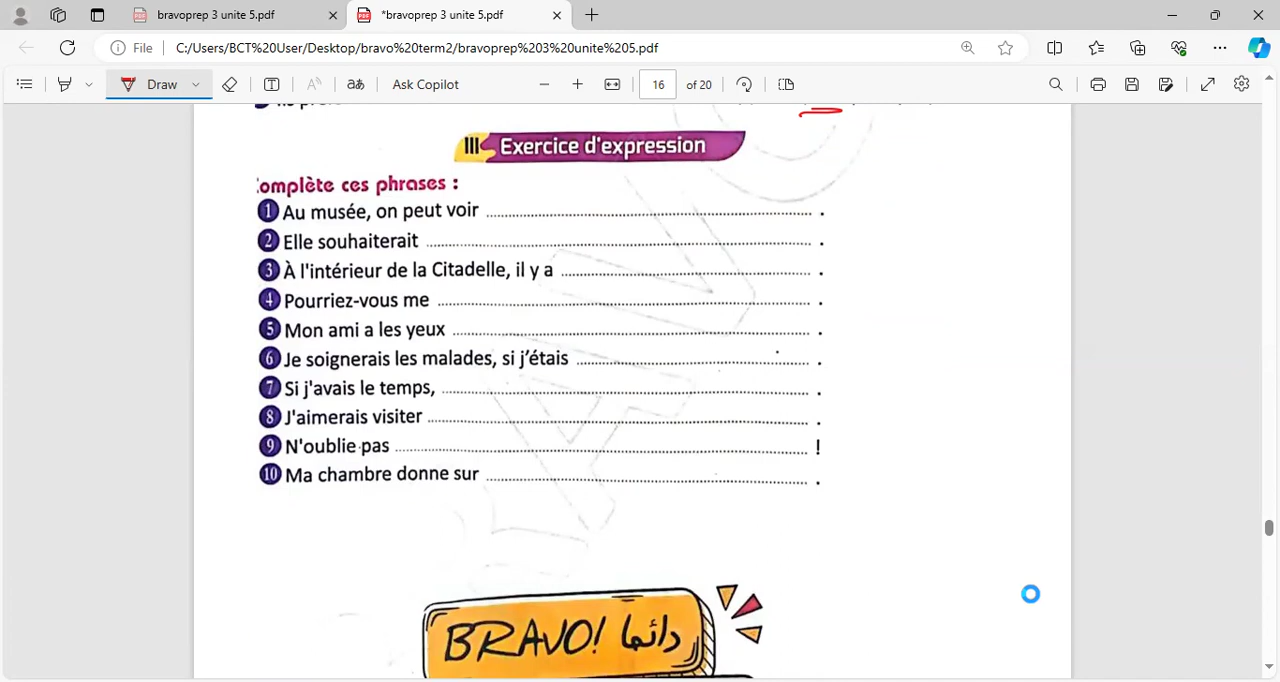 bravoprep 3 unite 5.pdf
*bravoprep 3 unite 5.pdf
File
C:/Users/BCT%20User/Desktop/bravo%20term2/bravoprep%203%20unite%205.pdf
Draw
aあ
Ask Copilot
16
of 20
III
Exercice d'expression
omplète ces phrases :
1 Au musée, on peut voir ........ .
2 Elle souhaiterait ........ .
3 À l'intérieur de la Citadelle, il y a ........ .
4 Pourriez-vous me ........ .
5 Mon ami a les yeux ........ .
6 Je soignerais les malades, si j'étais ........ .
7 Si j'avais le temps, ........ .
8 J'aimerais visiter ........ .
9 N'oublie pas ........ !
10 Ma chambre donne sur ........ .
BRAVO! دائما